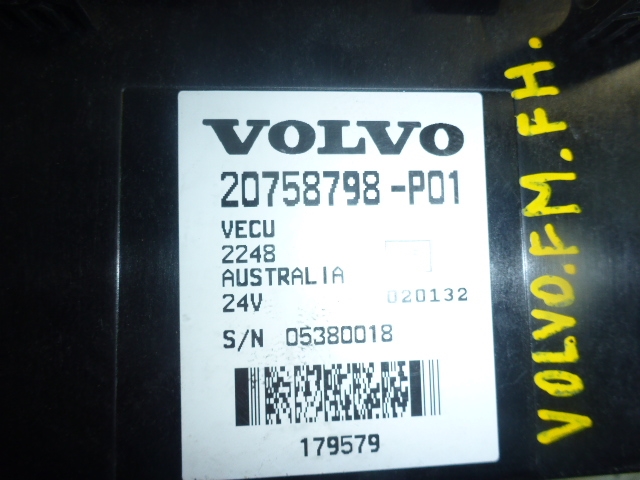 VOLVO
20758798-P01
VECU
2248
AUSTRALIA
24V 020132
S/N 05380018
179579
VOLVO.FM.FH.